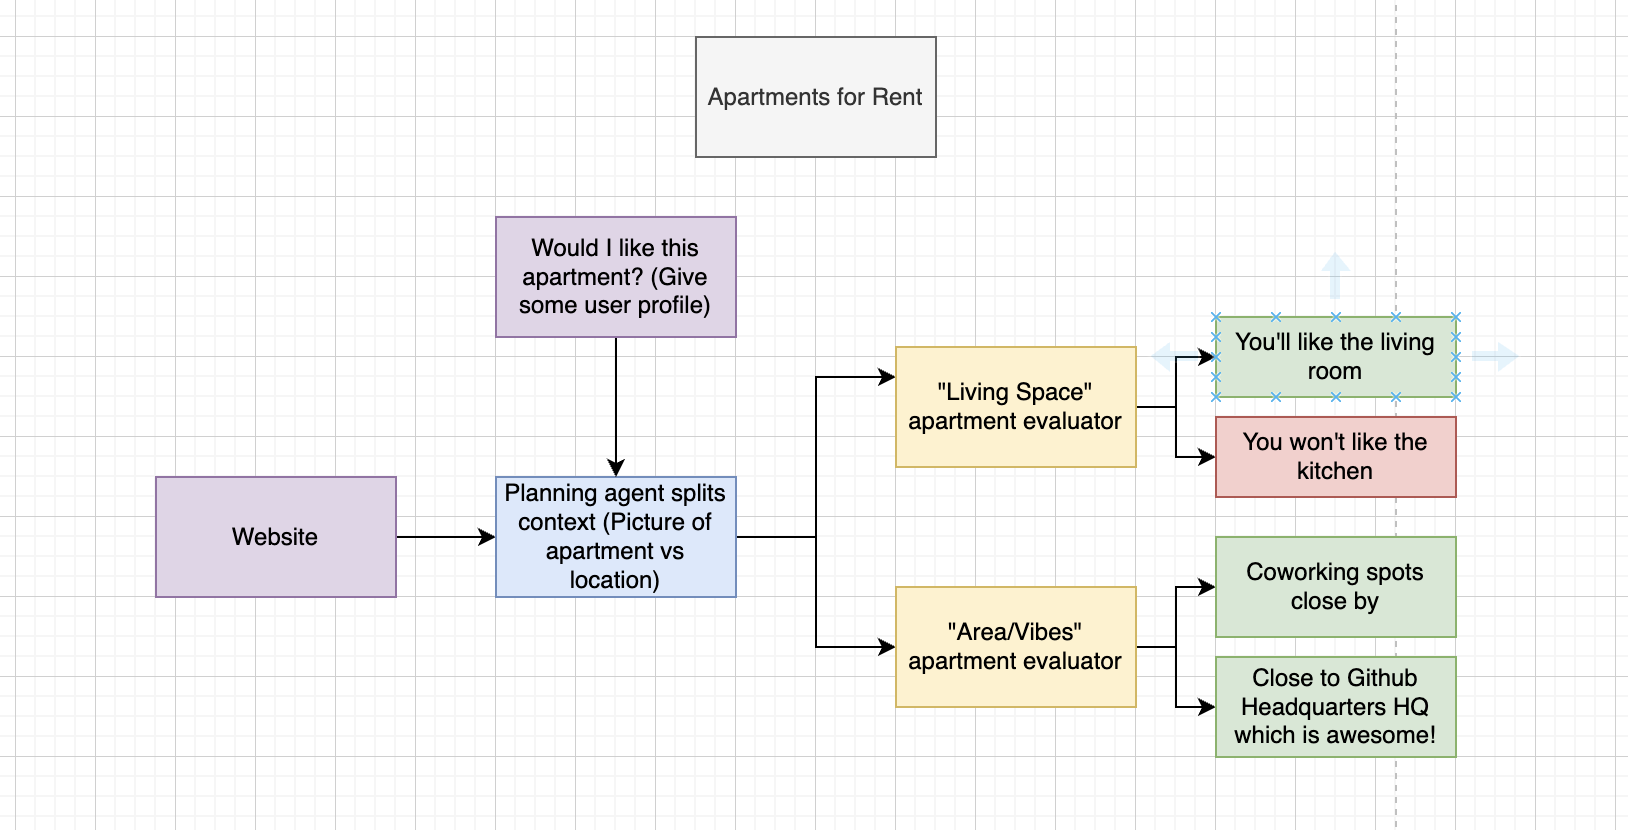 Apartments for Rent
Would I like this
apartment? (Give
some user profile)
Website
Planning agent splits
context (Picture of
apartment vs
location)
"Living Space"
apartment evaluator
You'll like the living
room
You won't like the
kitchen
"Area/Vibes"
apartment evaluator
Coworking spots
close by
Close to Github
Headquarters HQ
which is awesome!